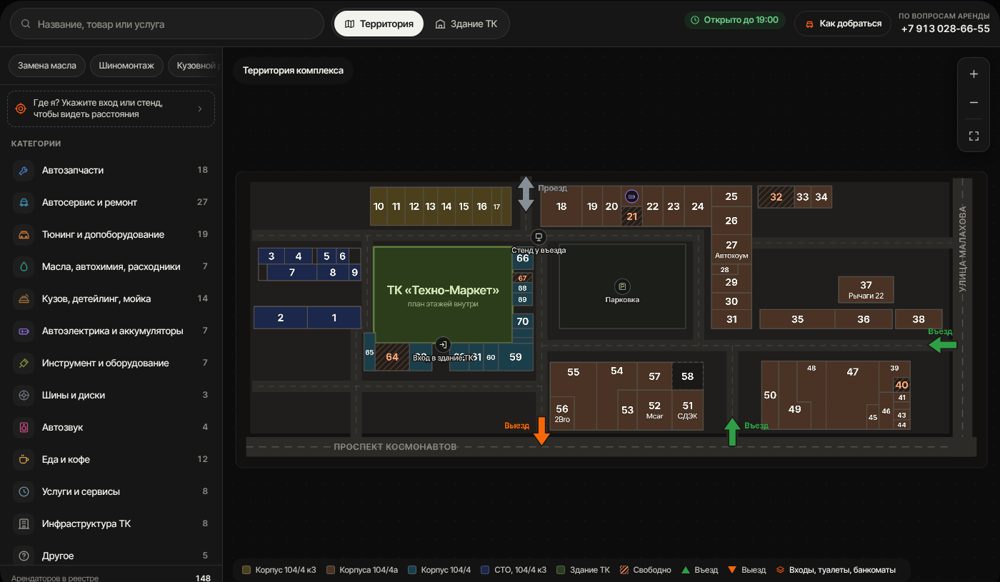 Название, товар или услуга
Территория
Здание ТК
Открыто до 19:00
Как добраться
ПО ВОПРОСАМ АРЕНДЫ
+7 913 028-66-55
Замена масла
Шиномонтаж
Кузовной
Территория комплекса
Где я? Укажите вход или стенд,
чтобы видеть расстояния
КАТЕГОРИИ
Автозапчасти 18
Автосервис и ремонт 27
Тюнинг и допоборудование 19
Масла, автохимия, расходники 7
Кузов, детейлинг, мойка 14
Автоэлектрика и аккумуляторы 7
Инструмент и оборудование 7
Шины и диски 3
Автозвук 4
Еда и кофе 12
Услуги и сервисы 8
Инфраструктура ТК 8
Другое 5
Арендаторов в реестре 148
Проезд
10 11 12 13 14 15 16 17
18 19 20 21 22 23 24
25
26
27
Автокоум
28
29
30
31
32 33 34
УЛИЦА МАЛАХОВА
Стенд у въезда
3 4 5 6
7 8 9
2 1
ТК «Техно-Маркет»
план этажей внутри
66
67
68
69
70
Парковка
37
Рычаги 22
35 36 38
Въезд
65 64
Вход в здание ТК
61 60 59
55 54 57 58
56
2Bro
53
52
Mcar
51
СДЭК
50 49 48 47 39
40
41
46 45 43
44
Выезд
Въезд
ПРОСПЕКТ КОСМОНАВТОВ
Корпус 104/4 к3
Корпуса 104/4а
Корпус 104/4
СТО, 104/4 к3
Здание ТК
Свободно
Въезд
Выезд
Входы, туалеты, банкоматы